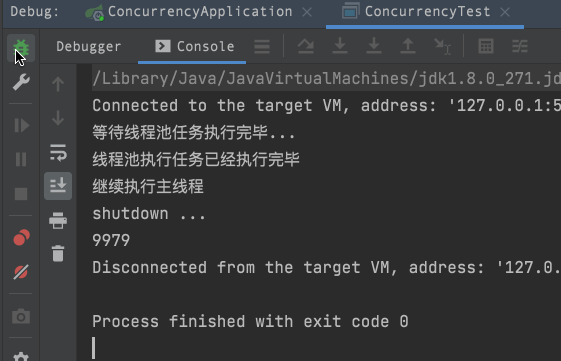 Debug: ConcurrencyApplication ConcurrencyTest
Debugger Console
/Library/Java/JavaVirtualMachines/jdk1.8.0_271.jd
Connected to the target VM, address: '127.0.0.1:5
等待线程池任务执行完毕...
线程池执行任务已经执行完毕
继续执行主线程
shutdown ...
9979
Disconnected from the target VM, address: '127.0.
Process finished with exit code 0